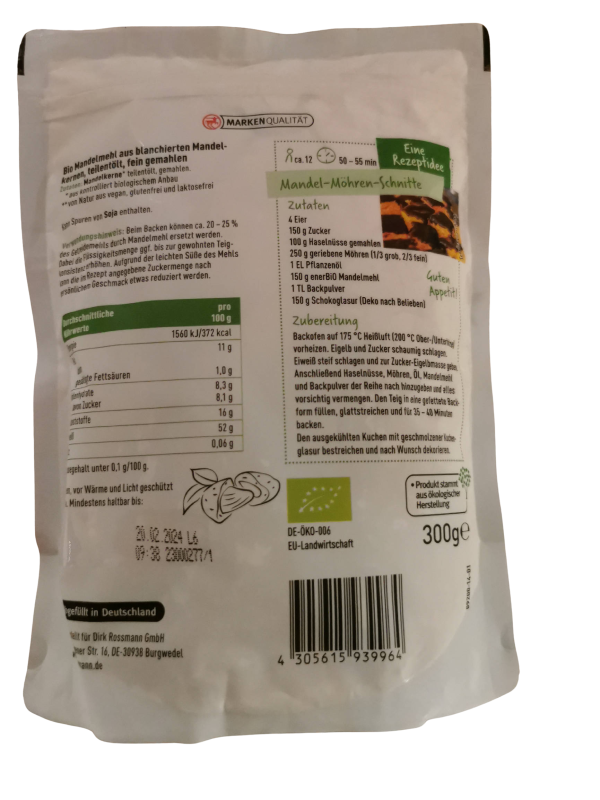 MARKENQUALITÄT
Bio Mandelmehl aus blanchierten Mandel-
kernen, teilentölt, fein gemahlen
Zutaten: Mandelkerne* teilentölt, gemahlen.
*aus kontrolliert biologischem Anbau
**von Natur aus vegan, glutenfrei und laktosefrei
Spuren von Soja enthalten.
Verwendungshinweis: Beim Backen können ca. 20 – 25 %
des Getreidemehls durch Mandelmehl ersetzt werden.
Dabei die Flüssigkeitsmenge ggf. bis zur gewohnten Teig-
konsistenz erhöhen. Aufgrund der leichten Süße des Mehls
kann die im Rezept angegebene Zuckermenge nach
persönlichem Geschmack etwas reduziert werden.
Durchschnittliche
Nährwerte
pro
100 g
1560 kJ/372 kcal
11 g
Fettsäuren
1,0 g
8,3 g
Zucker
8,1 g
16 g
52 g
0,06 g
unter 0,1 g/100 g.
vor Wärme und Licht geschützt
Mindestens haltbar bis:
20.02.2024 L6
09:38 23000277/1
in Deutschland
für Dirk Rossmann GmbH
Str. 16, DE-30938 Burgwedel
ca. 12
50 – 55 min
Eine
Rezeptidee
Mandel-Möhren-Schnitte
Zutaten
4 Eier
150 g Zucker
100 g Haselnüsse gemahlen
250 g geriebene Möhren (1/3 grob, 2/3 fein)
1 EL Pflanzenöl
150 g enerBiO Mandelmehl
1 TL Backpulver
150 g Schokoglasur (Deko nach Belieben)
Guten
Appetit!
Zubereitung
Backofen auf 175 °C Heißluft (200 °C Ober-/Unterhitze)
vorheizen. Eigelb und Zucker schaumig schlagen.
Eiweiß steif schlagen und zur Zucker-Eigelbmasse geben.
Anschließend Haselnüsse, Möhren, Öl, Mandelmehl
und Backpulver der Reihe nach hinzugeben und alles
vorsichtig vermengen. Den Teig in eine gefettete Back-
form füllen, glattstreichen und für 35 – 40 Minuten
backen.
Den ausgekühlten Kuchen mit geschmolzener
glasur bestreichen und nach Wunsch dekorieren.
DE-ÖKO-006
EU-Landwirtschaft
*Produkt stammt
aus ökologischer
Herstellung
300g e
4 305615 939964